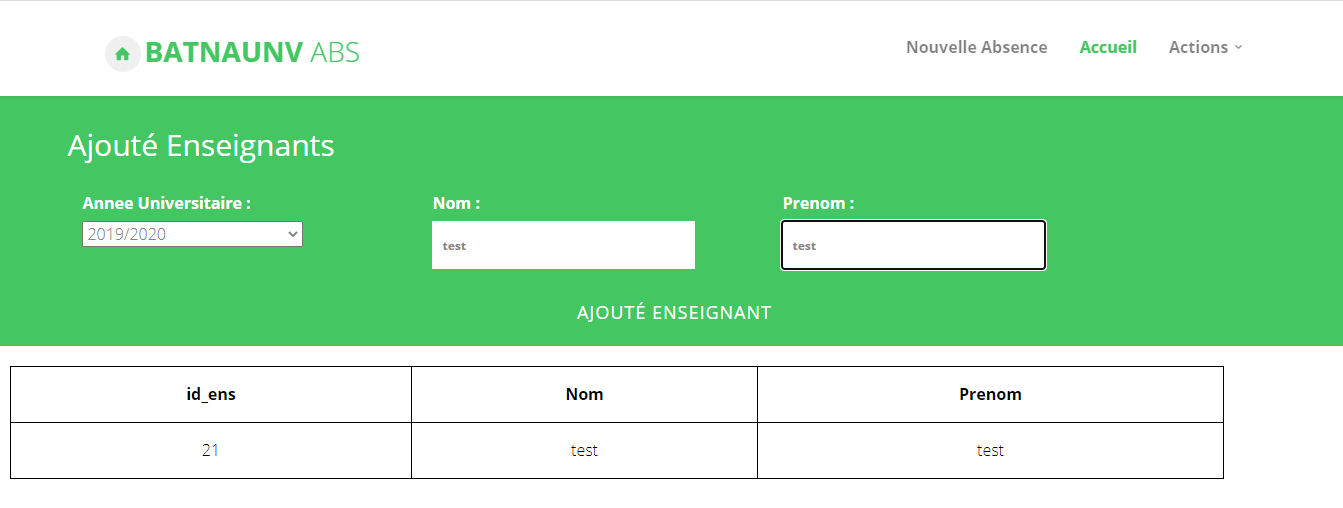 BATNAUNV ABS
Nouvelle Absence Accueil Actions
Ajouté Enseignants
Annee Universitaire : Nom : Prenom :
2019/2020 test test
AJOUTÉ ENSEIGNANT
id_ens Nom Prenom
21 test test